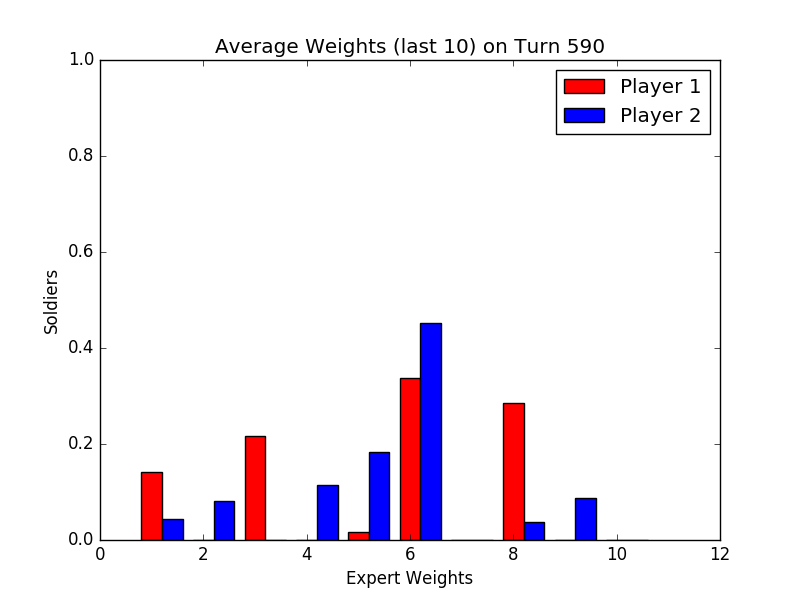 Average Weights (last 10) on Turn 590
Player 1
Player 2
1.0
0.8
0.6
0.4
0.2
0.0
Soldiers
0 2 4 6 8 10 12
Expert Weights